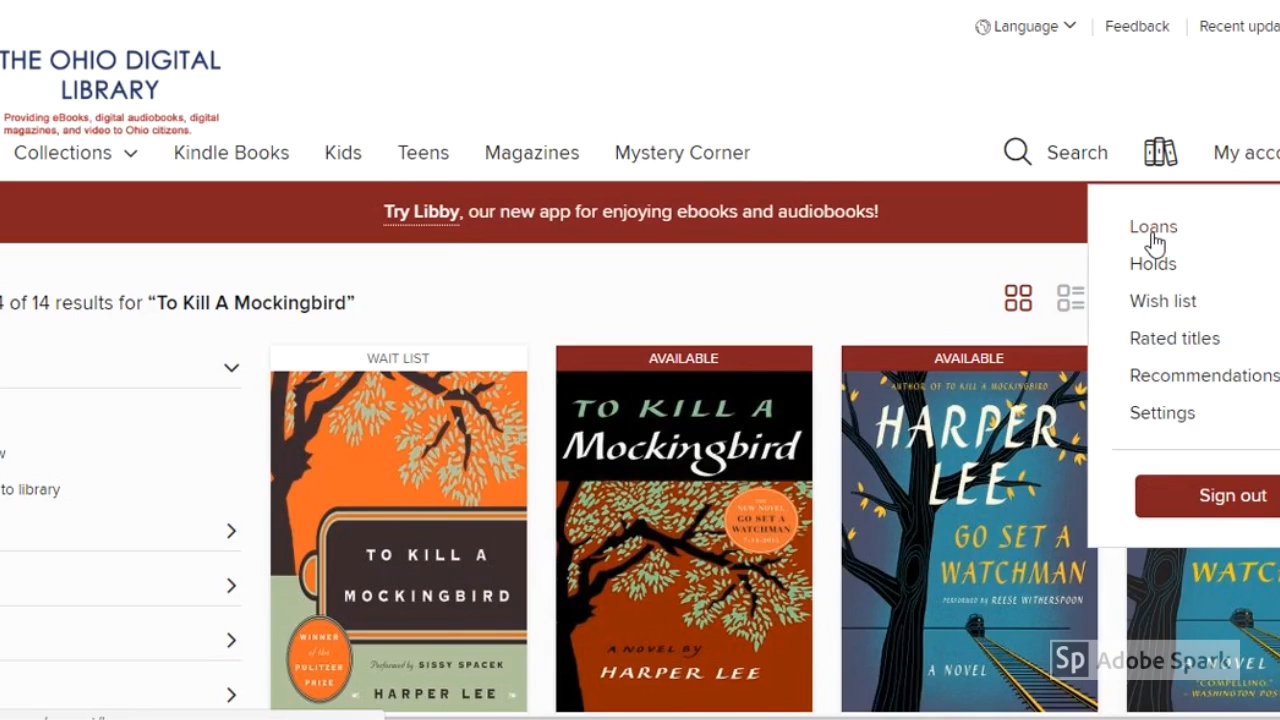 Language
Feedback
Recent upda
THE OHIO DIGITAL
LIBRARY
Providing eBooks, digital audiobooks, digital
magazines, and video to Ohio citizens.
Collections
Kindle Books
Kids
Teens
Magazines
Mystery Corner
Search
My acco
Try Libby, our new app for enjoying ebooks and audiobooks!
Loans
Holds
Wish list
Rated titles
Recommendations
Settings
Sign out
4 of 14 results for “To Kill A Mockingbird”
w
to library
WAIT LIST
TO KILL A
MOCKINGBIRD
WINNER
of the
PULITZER
PRIZE
Performed by SISSY SPACEK
HARPER LEE
AVAILABLE
TO KILL A
Mockingbird
THE
NEW NOVEL,
GO SET A
WATCHMAN
7-14-2015
A NOVEL BY
HARPER LEE
AVAILABLE
AUTHOR OF TO KILL A MOCKINGBIRD
HARPER
LEE
GO SET A
WATCHMAN
PERFORMED BY REESE WITHERSPOON
A NOVEL
WATC
A NOVEL
"COMPELLING."
—WASHINGTON POST
Sp Adobe Spark